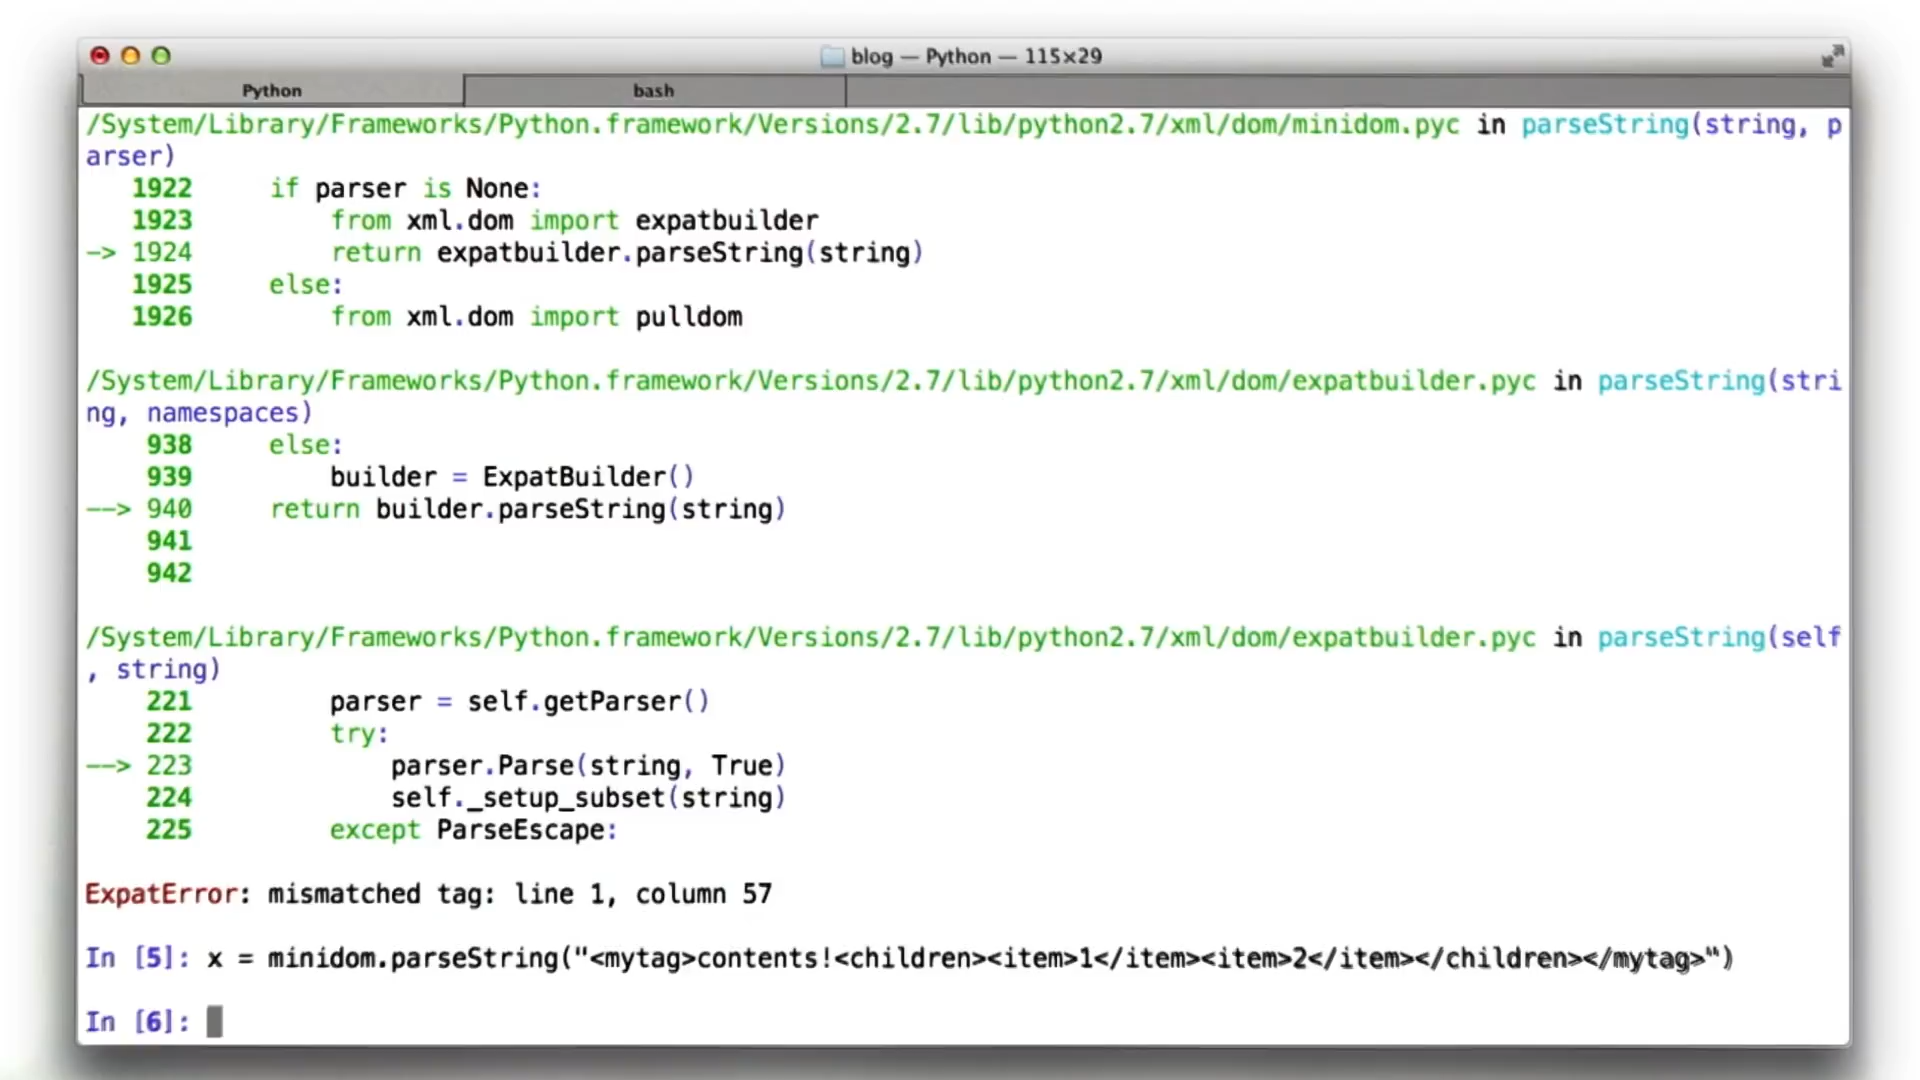 blog — Python — 115×29
Python bash
/System/Library/Frameworks/Python.framework/Versions/2.7/lib/python2.7/xml/dom/minidom.pyc in parseString(string, p
arser)
1922 if parser is None:
1923 from xml.dom import expatbuilder
-> 1924 return expatbuilder.parseString(string)
1925 else:
1926 from xml.dom import pulldom
/System/Library/Frameworks/Python.framework/Versions/2.7/lib/python2.7/xml/dom/expatbuilder.pyc in parseString(stri
ng, namespaces)
938 else:
939 builder = ExpatBuilder()
--> 940 return builder.parseString(string)
941
942
/System/Library/Frameworks/Python.framework/Versions/2.7/lib/python2.7/xml/dom/expatbuilder.pyc in parseString(self
, string)
221 parser = self.getParser()
222 try:
--> 223 parser.Parse(string, True)
224 self._setup_subset(string)
225 except ParseEscape:
ExpatError: mismatched tag: line 1, column 57
In [5]: x = minidom.parseString("<mytag>contents!<children><item>1</item><item>2</item></children></mytag>")
In [6]: